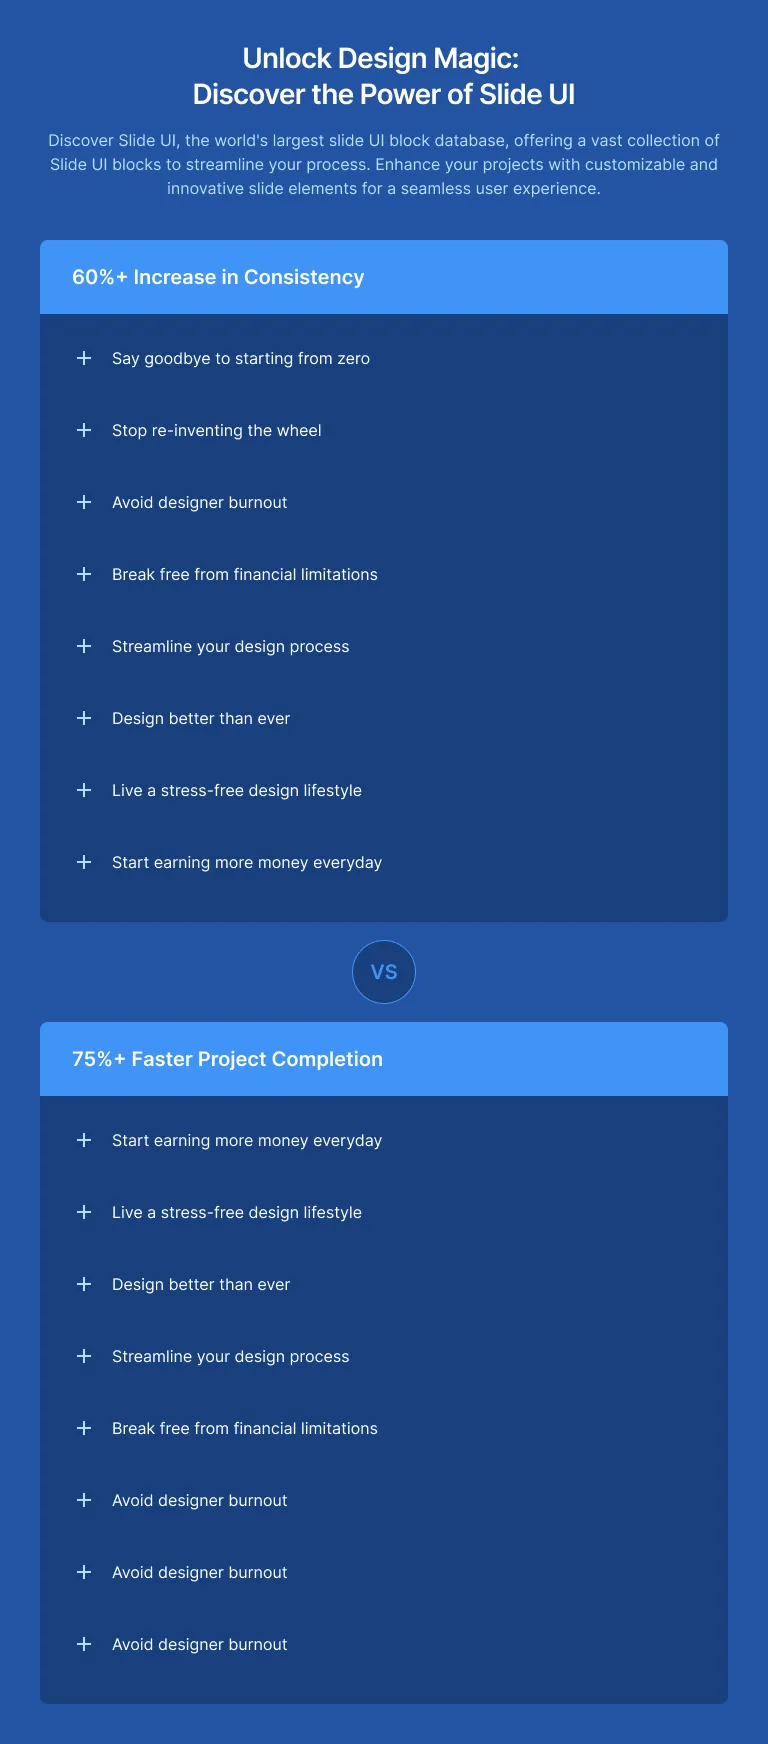 Unlock Design Magic:
Discover the Power of Slide UI
Discover Slide UI, the world's largest slide UI block database, offering a vast collection of
Slide UI blocks to streamline your process. Enhance your projects with customizable and
innovative slide elements for a seamless user experience.
60%+ Increase in Consistency
Say goodbye to starting from zero
Stop re-inventing the wheel
Avoid designer burnout
Break free from financial limitations
Streamline your design process
Design better than ever
Live a stress-free design lifestyle
Start earning more money everyday
VS
75%+ Faster Project Completion
Start earning more money everyday
Live a stress-free design lifestyle
Design better than ever
Streamline your design process
Break free from financial limitations
Avoid designer burnout
Avoid designer burnout
Avoid designer burnout